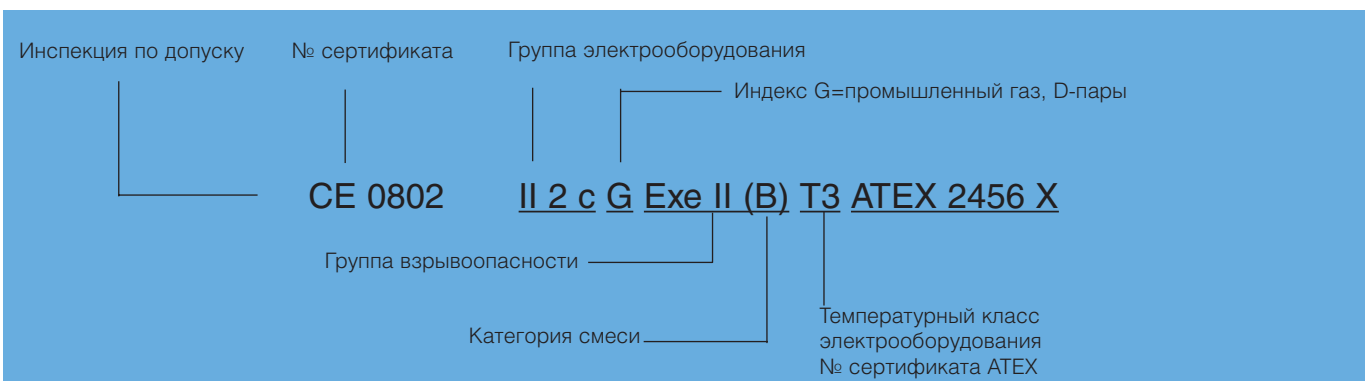 Инспекция по допуску
№ сертификата
Группа электрооборудования
Индекс G=промышленный газ, D-пары
CE 0802 II 2 c G Exe II (B) T3 ATEX 2456 X
Группа взрывоопасности
Категория смеси
Температурный класс
электрооборудования
№ сертификата ATEX